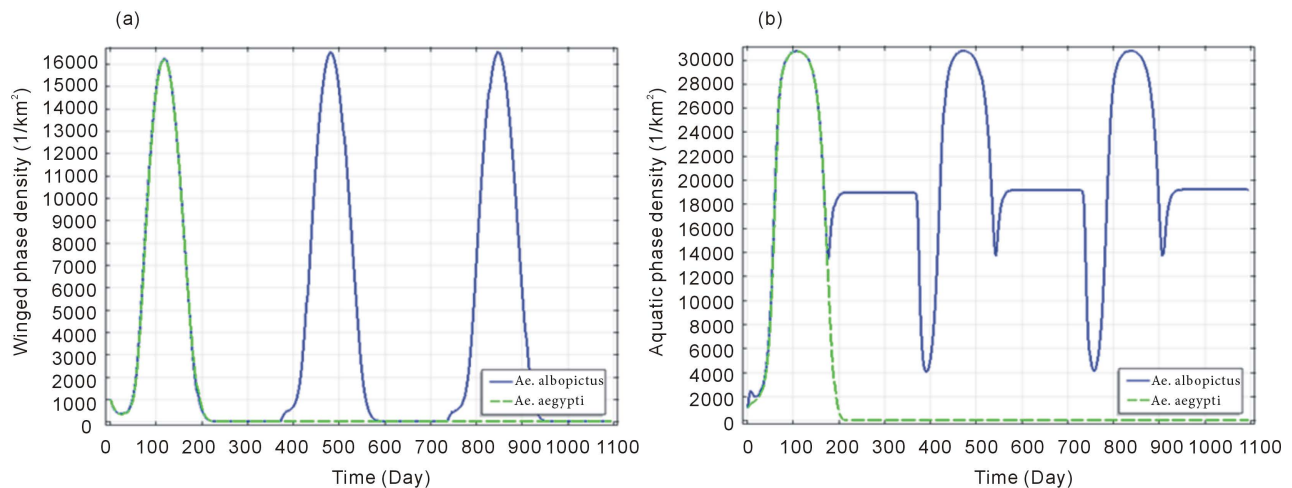 (a)
Winged phase density (1/km²)
16000
15000
14000
13000
12000
11000
10000
9000
8000
7000
6000
5000
4000
3000
2000
1000
0
0 100 200 300 400 500 600 700 800 900 1000 1100
Time (Day)
Ae. albopictus
Ae. aegypti
(b)
Aquatic phase density (1/km²)
30000
28000
26000
24000
22000
20000
18000
16000
14000
12000
10000
8000
6000
4000
2000
0
0 100 200 300 400 500 600 700 800 900 1000 1100
Time (Day)
Ae. albopictus
Ae. aegypti